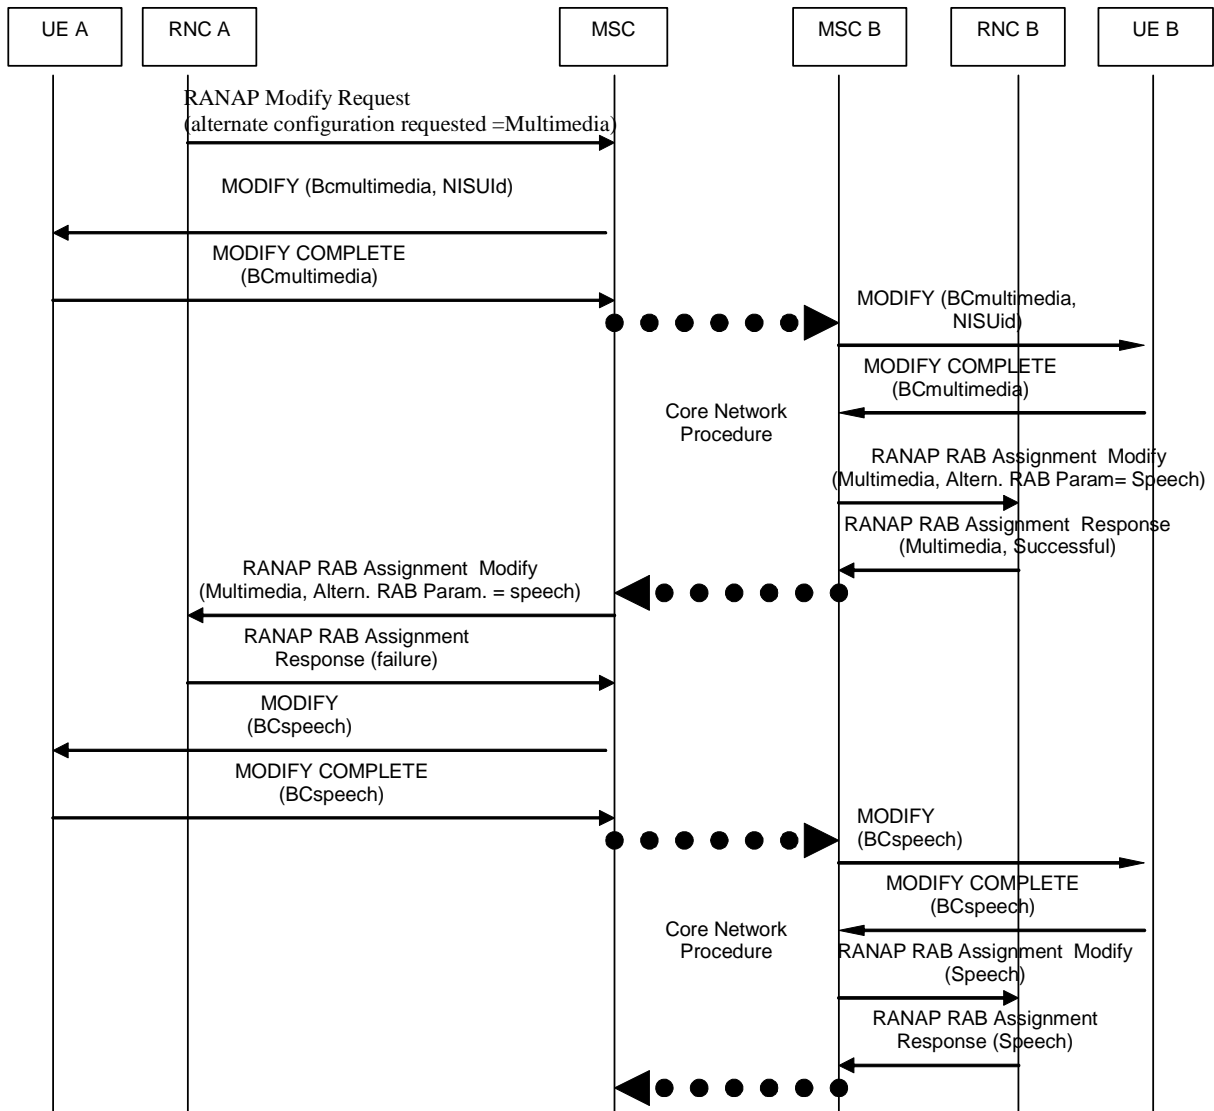 UE A
RNC A
MSC
MSC B
RNC B
UE B
RANAP Modify Request
(alternate configuration requested =Multimedia)
MODIFY (Bcmultimedia, NISUId)
MODIFY COMPLETE
(BCmultimedia)
MODIFY (BCmultimedia,
NISUid)
MODIFY COMPLETE
(BCmultimedia)
Core Network
Procedure
RANAP RAB Assignment Modify
(Multimedia, Altern. RAB Param= Speech)
RANAP RAB Assignment Response
(Multimedia, Successful)
RANAP RAB Assignment Modify
(Multimedia, Altern. RAB Param. = speech)
RANAP RAB Assignment
Response (failure)
MODIFY
(BCspeech)
MODIFY COMPLETE
(BCspeech)
MODIFY
(BCspeech)
MODIFY COMPLETE
(BCspeech)
Core Network
Procedure
RANAP RAB Assignment Modify
(Speech)
RANAP RAB Assignment
Response (Speech)